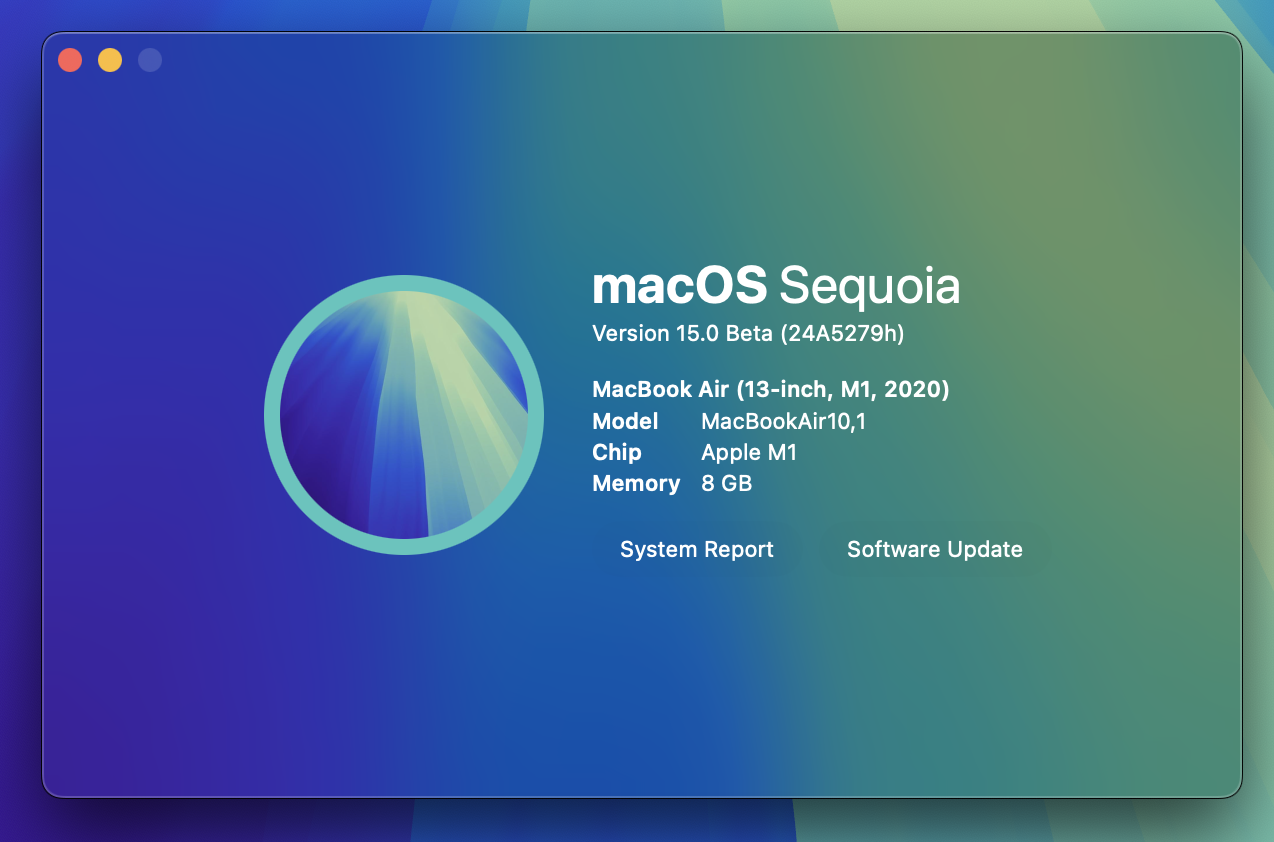 macOS Sequoia
Version 15.0 Beta (24A5279h)
MacBook Air (13-inch, M1, 2020)
Model MacBookAir10,1
Chip Apple M1
Memory 8 GB
System Report Software Update